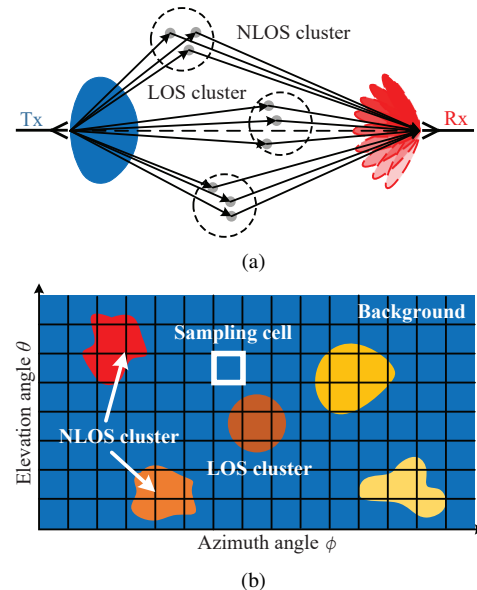 NLOS cluster
LOS cluster
Tx
Rx
(a)
Elevation angle θ
Background
Sampling cell
NLOS cluster
LOS cluster
Azimuth angle ϕ
(b)